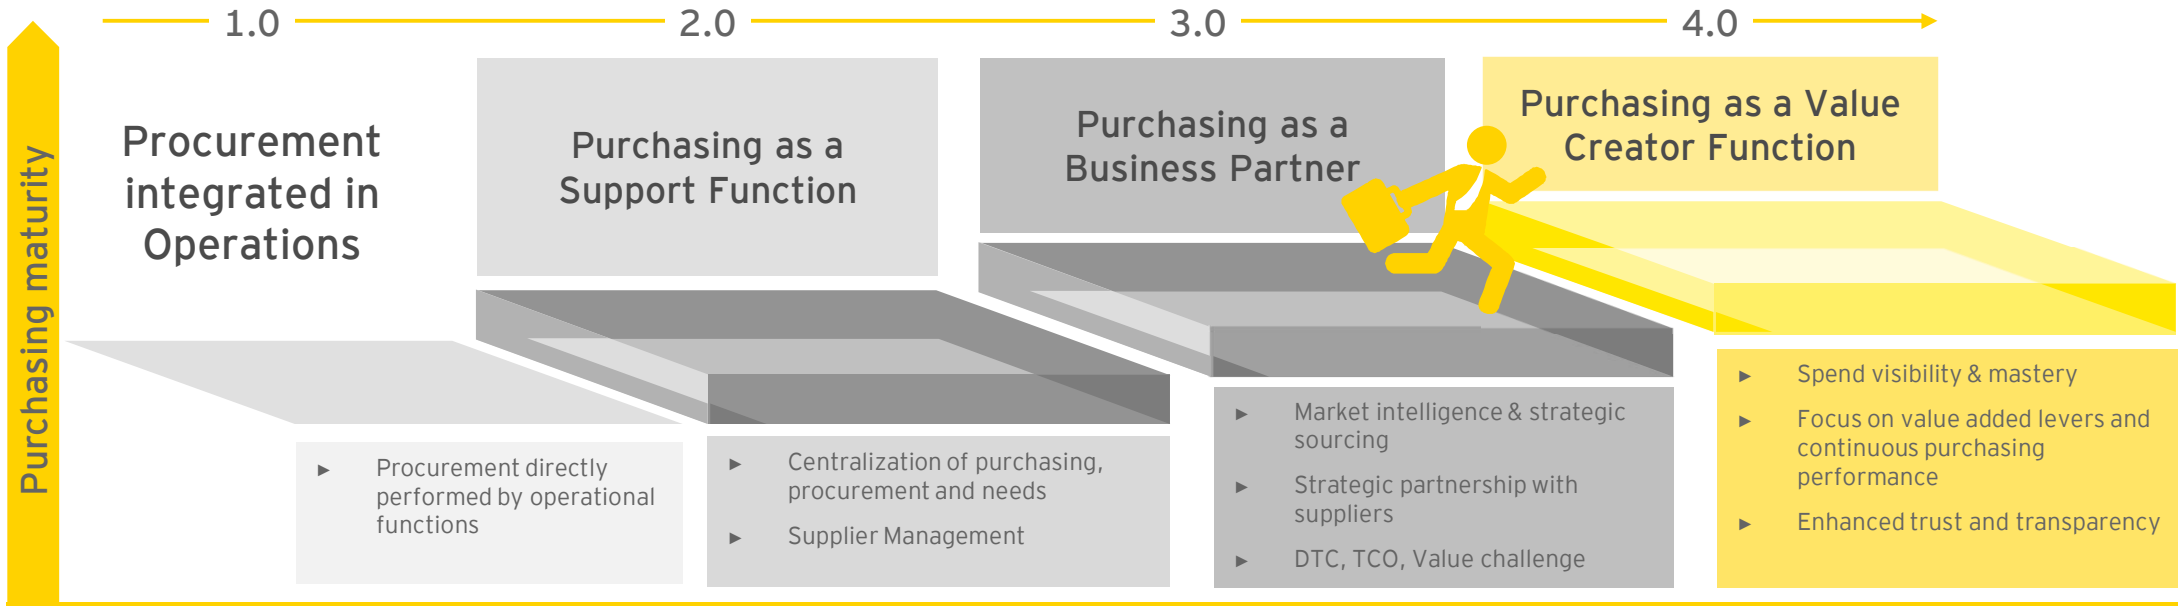 1.0
2.0
3.0
4.0
Purchasing maturity
Procurement
integrated in
Operations
Purchasing as a
Support Function
Purchasing as a
Business Partner
Purchasing as a Value
Creator Function
► Procurement directly
performed by operational
functions
► Centralization of purchasing,
procurement and needs
► Supplier Management
► Market intelligence & strategic
sourcing
► Strategic partnership with
suppliers
► DTC, TCO, Value challenge
► Spend visibility & mastery
► Focus on value added levers and
continuous purchasing
performance
► Enhanced trust and transparency